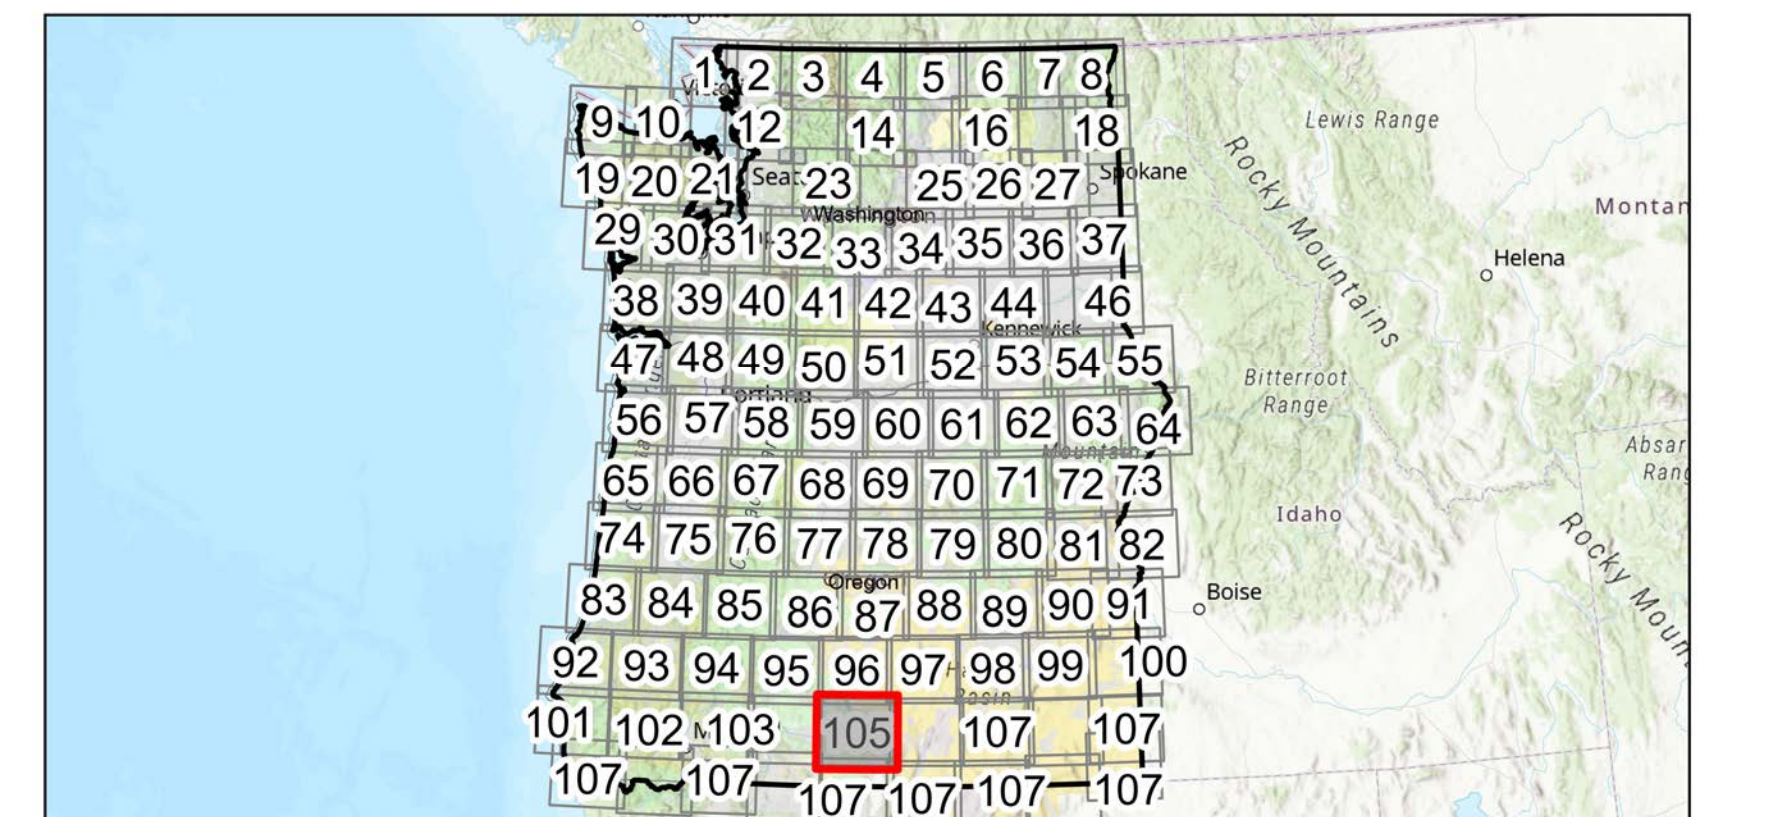 1 2 3 4 5 6 7 8
9 10 12 14 16 18
Lewis Range
19 20 21 Seat 23 25 26 27 Spokane
Rocky Mountains
Montan
Washington
29 30 31 32 33 34 35 36 37
Helena
38 39 40 41 42 43 44 46
Kennewick
47 48 49 50 51 52 53 54 55
Bitterroot
Range
Portland
56 57 58 59 60 61 62 63 64
Mountain
Absar
Rang
65 66 67 68 69 70 71 72 73
Idaho
Rocky Moun
74 75 76 77 78 79 80 81 82
Oregon
83 84 85 86 87 88 89 90 91
Boise
92 93 94 95 96 97 98 99 100
Basin
101 102 M 103 105 107 107
107 107 107 107 107 107